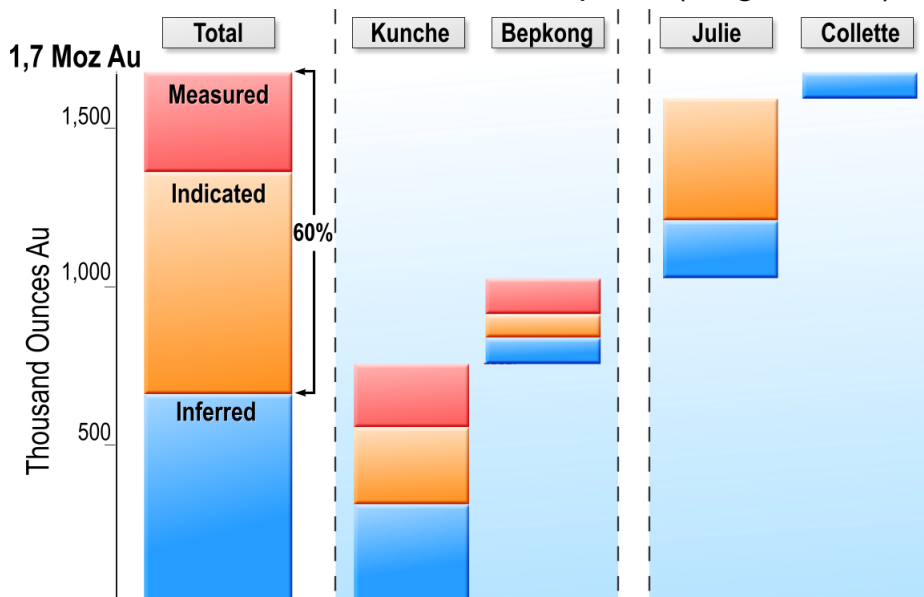 Total
Kunche
Bepkong
Julie
Collette
1,7 Moz Au
Measured
1,500
Indicated
60%
1,000
Thousand Ounces Au
Inferred
500